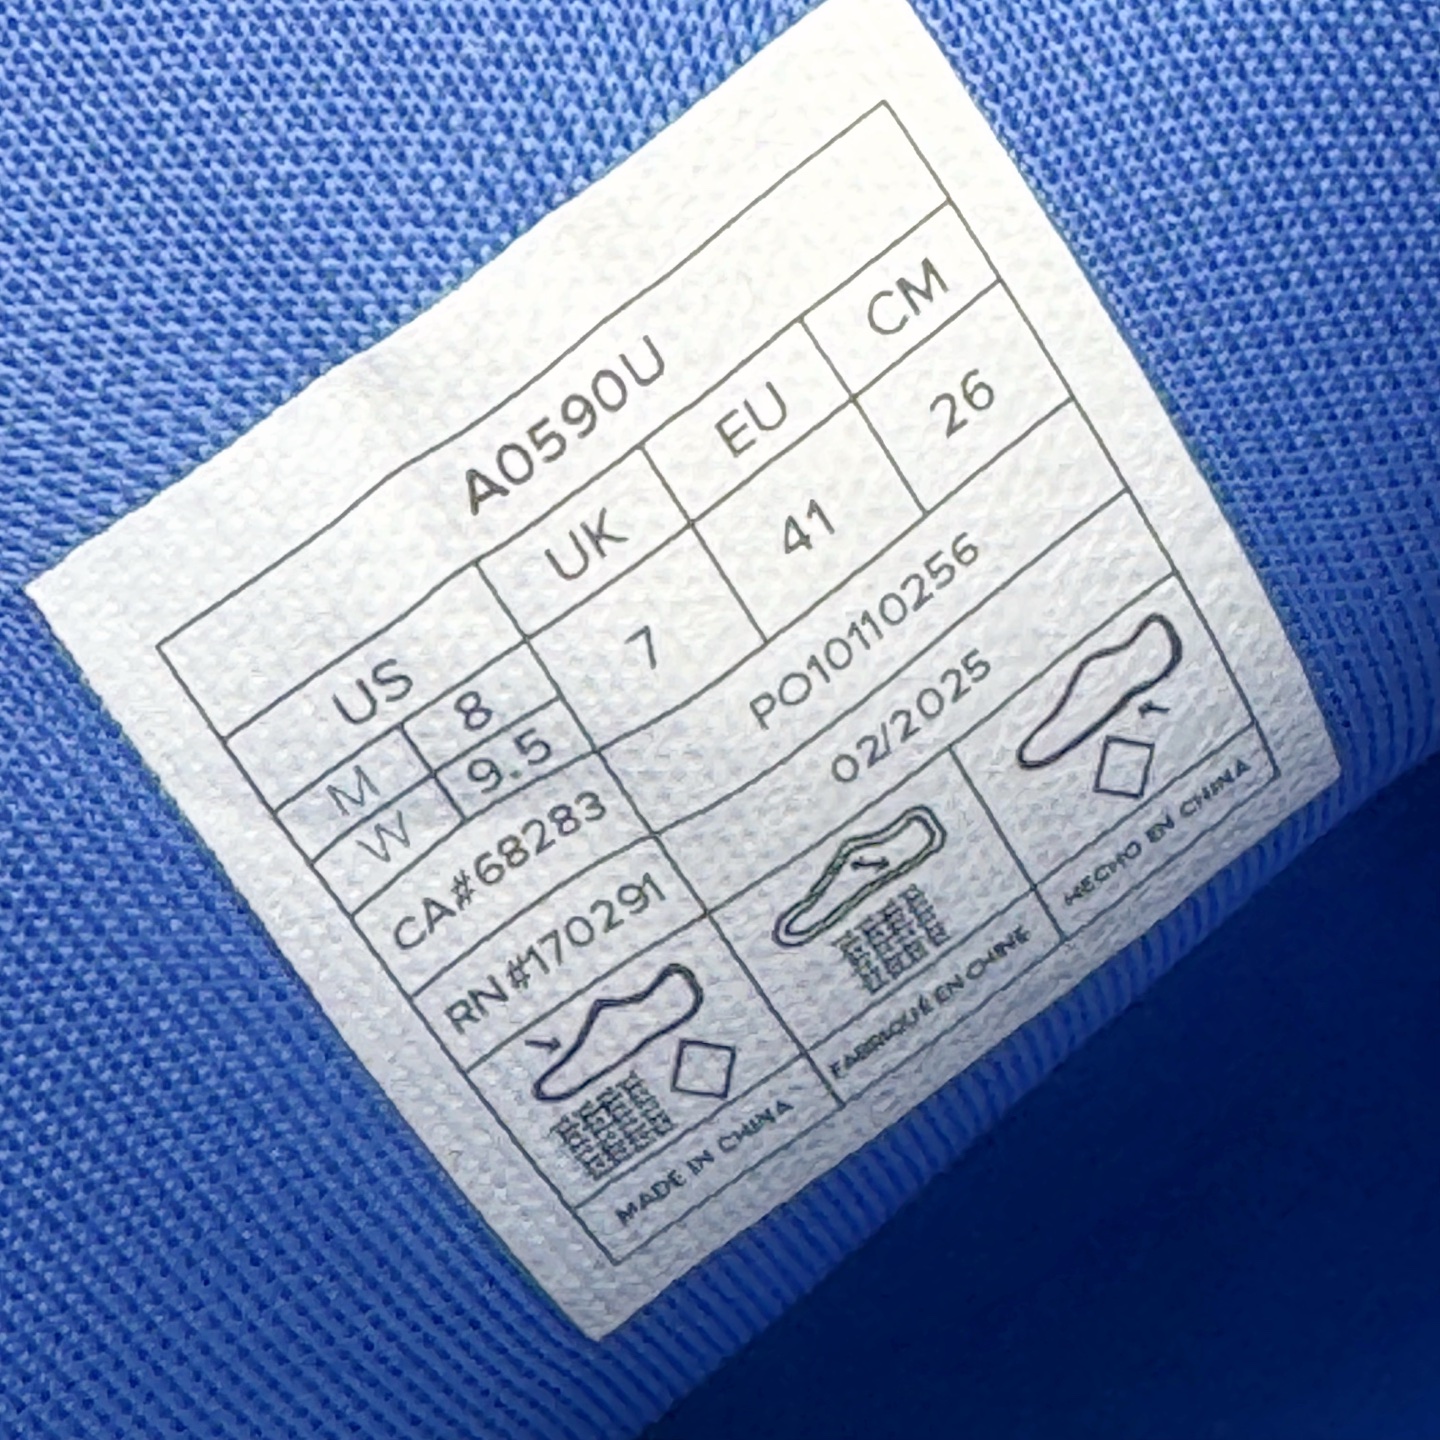 A0590U
US UK EU CM
M 8 7 41 26
W 9.5
CA#68283 PO10110256
RN#170291 02/2025
MADE IN CHINA FABRIQUÉ EN CHINE HECHO EN CHINA